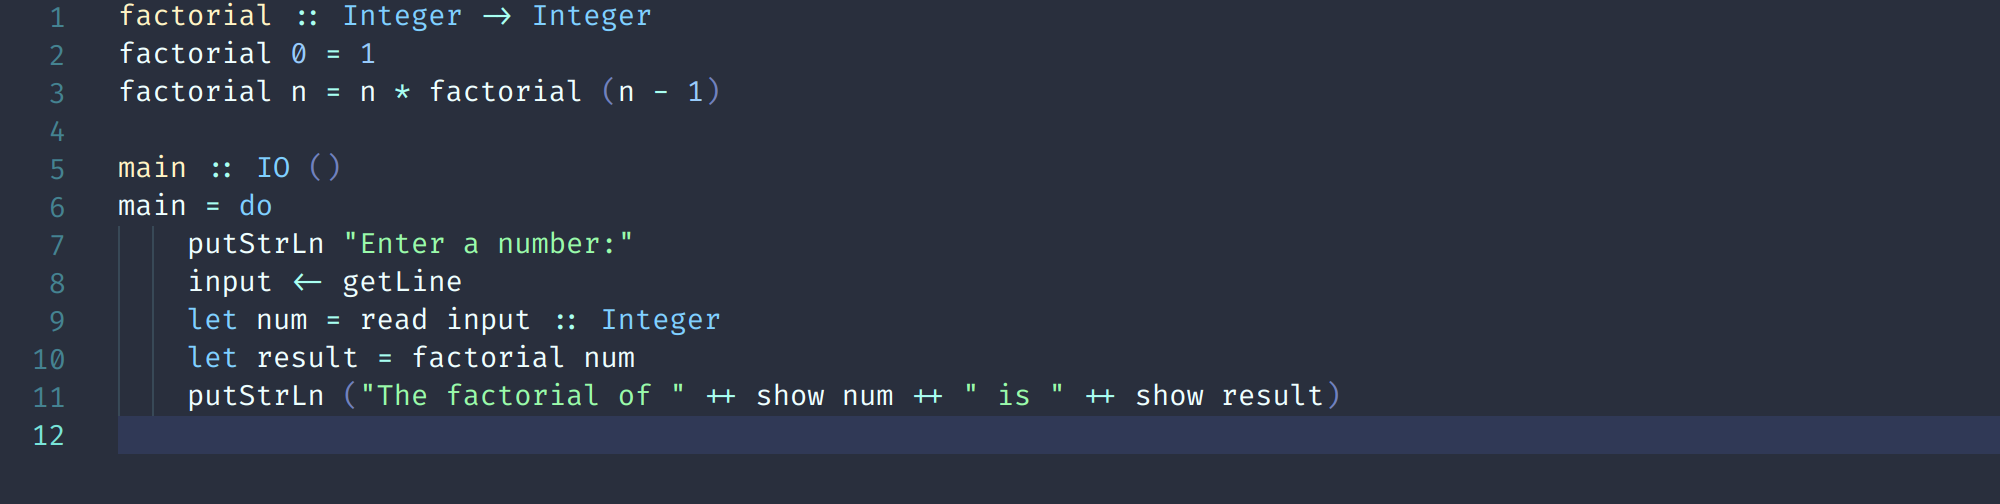 1 factorial :: Integer -> Integer
2 factorial 0 = 1
3 factorial n = n * factorial (n - 1)
4
5 main :: IO ()
6 main = do
7 putStrLn "Enter a number:"
8 input <- getLine
9 let num = read input :: Integer
10 let result = factorial num
11 putStrLn ("The factorial of " ++ show num ++ " is " ++ show result)
12